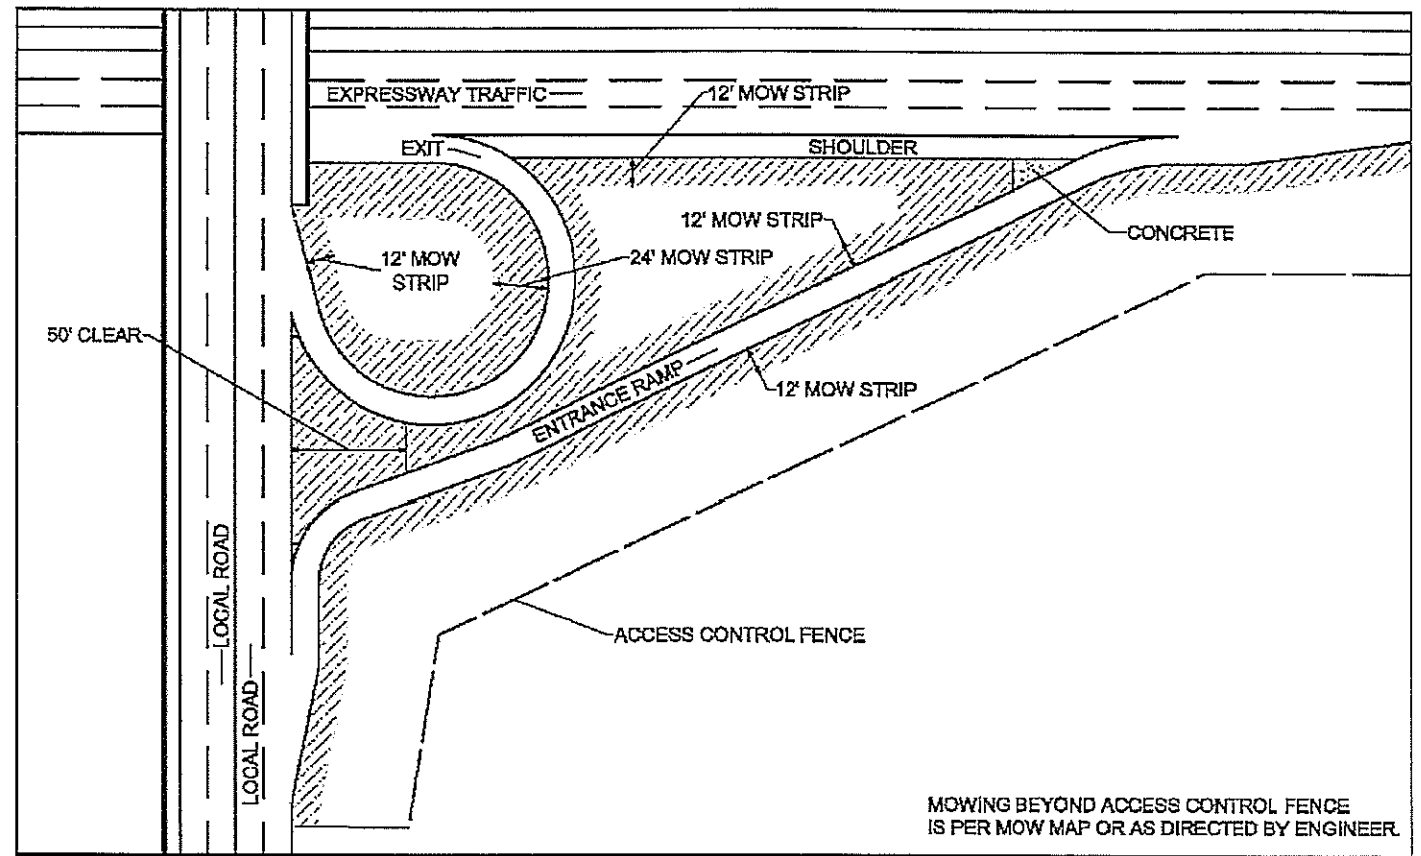 EXPRESSWAY TRAFFIC
12' MOW STRIP
EXIT
SHOULDER
12' MOW STRIP
CONCRETE
12' MOW
STRIP
24' MOW STRIP
50' CLEAR
12' MOW STRIP
ENTRANCE RAMP
LOCAL ROAD
ACCESS CONTROL FENCE
LOCAL ROAD
MOWING BEYOND ACCESS CONTROL FENCE
IS PER MOW MAP OR AS DIRECTED BY ENGINEER.